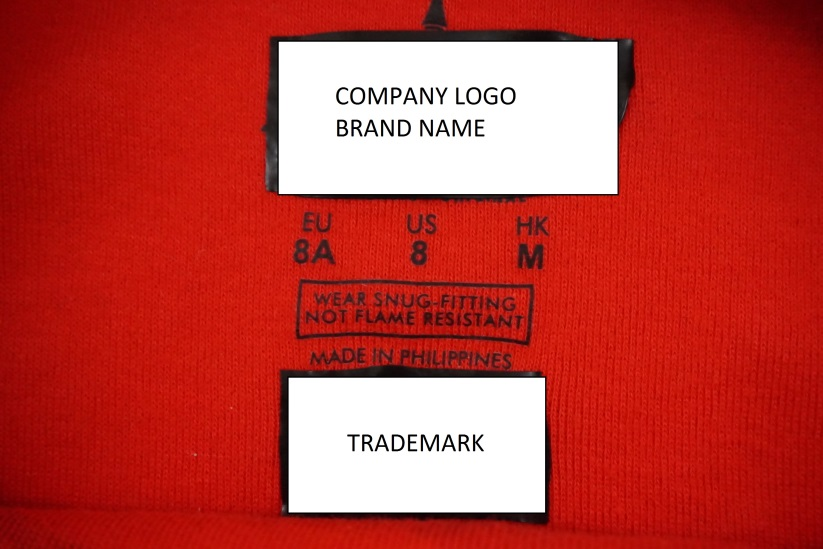 COMPANY LOGO
BRAND NAME
EU US HK
8A 8 M
WEAR SNUG-FITTING
NOT FLAME RESISTANT
MADE IN PHILIPPINES
TRADEMARK